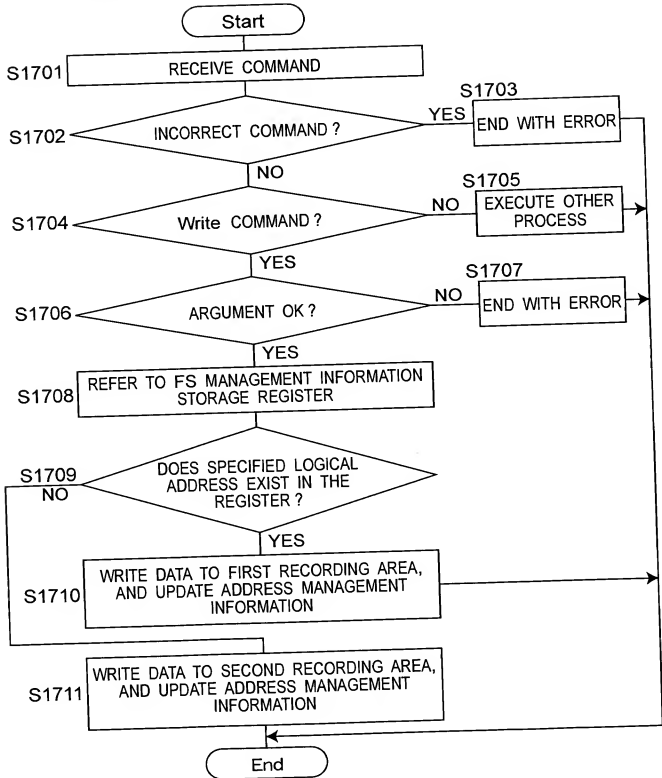 Start
S1701
RECEIVE COMMAND
S1702
INCORRECT COMMAND ?
YES
S1703
END WITH ERROR
NO
S1704
Write COMMAND ?
NO
S1705
EXECUTE OTHER
PROCESS
YES
S1706
ARGUMENT OK ?
NO
S1707
END WITH ERROR
YES
S1708
REFER TO FS MANAGEMENT INFORMATION
STORAGE REGISTER
S1709
NO
DOES SPECIFIED LOGICAL
ADDRESS EXIST IN THE
REGISTER ?
YES
S1710
WRITE DATA TO FIRST RECORDING AREA,
AND UPDATE ADDRESS MANAGEMENT
INFORMATION
S1711
WRITE DATA TO SECOND RECORDING AREA,
AND UPDATE ADDRESS MANAGEMENT
INFORMATION
End